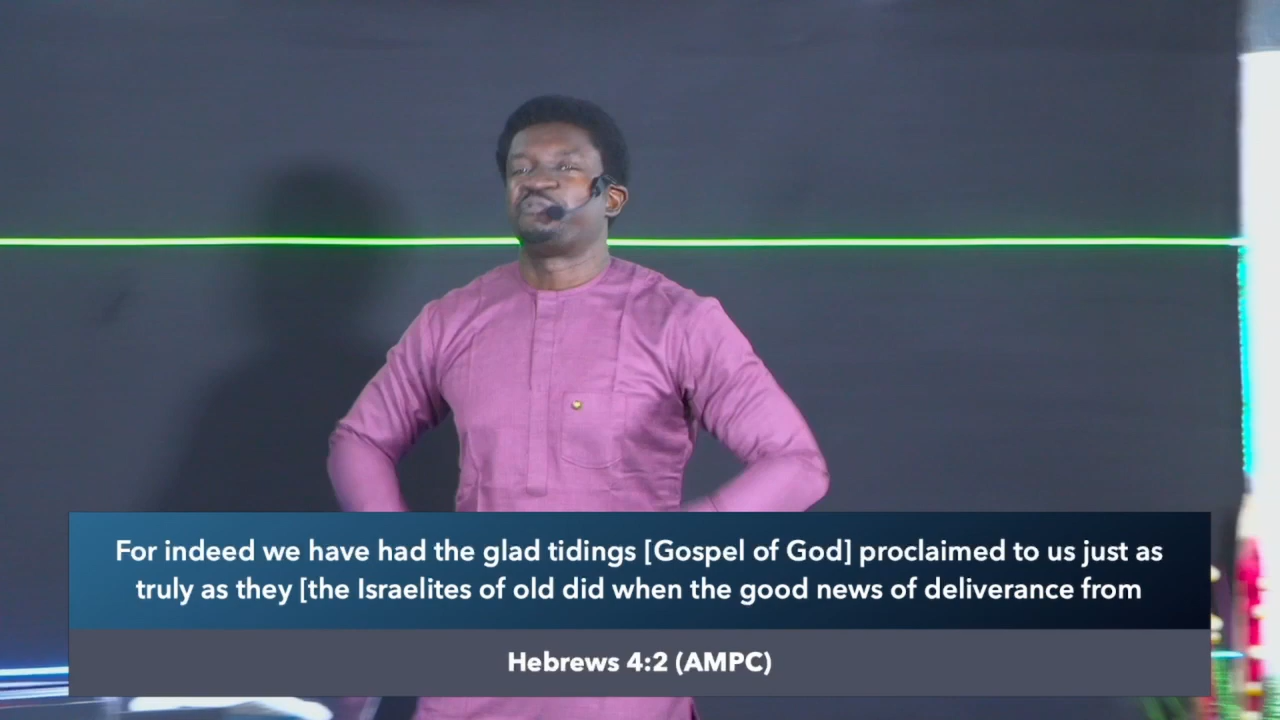 For indeed we have had the glad tidings [Gospel of God] proclaimed to us just as
truly as they [the Israelites of old did when the good news of deliverance from
Hebrews 4:2 (AMPC)